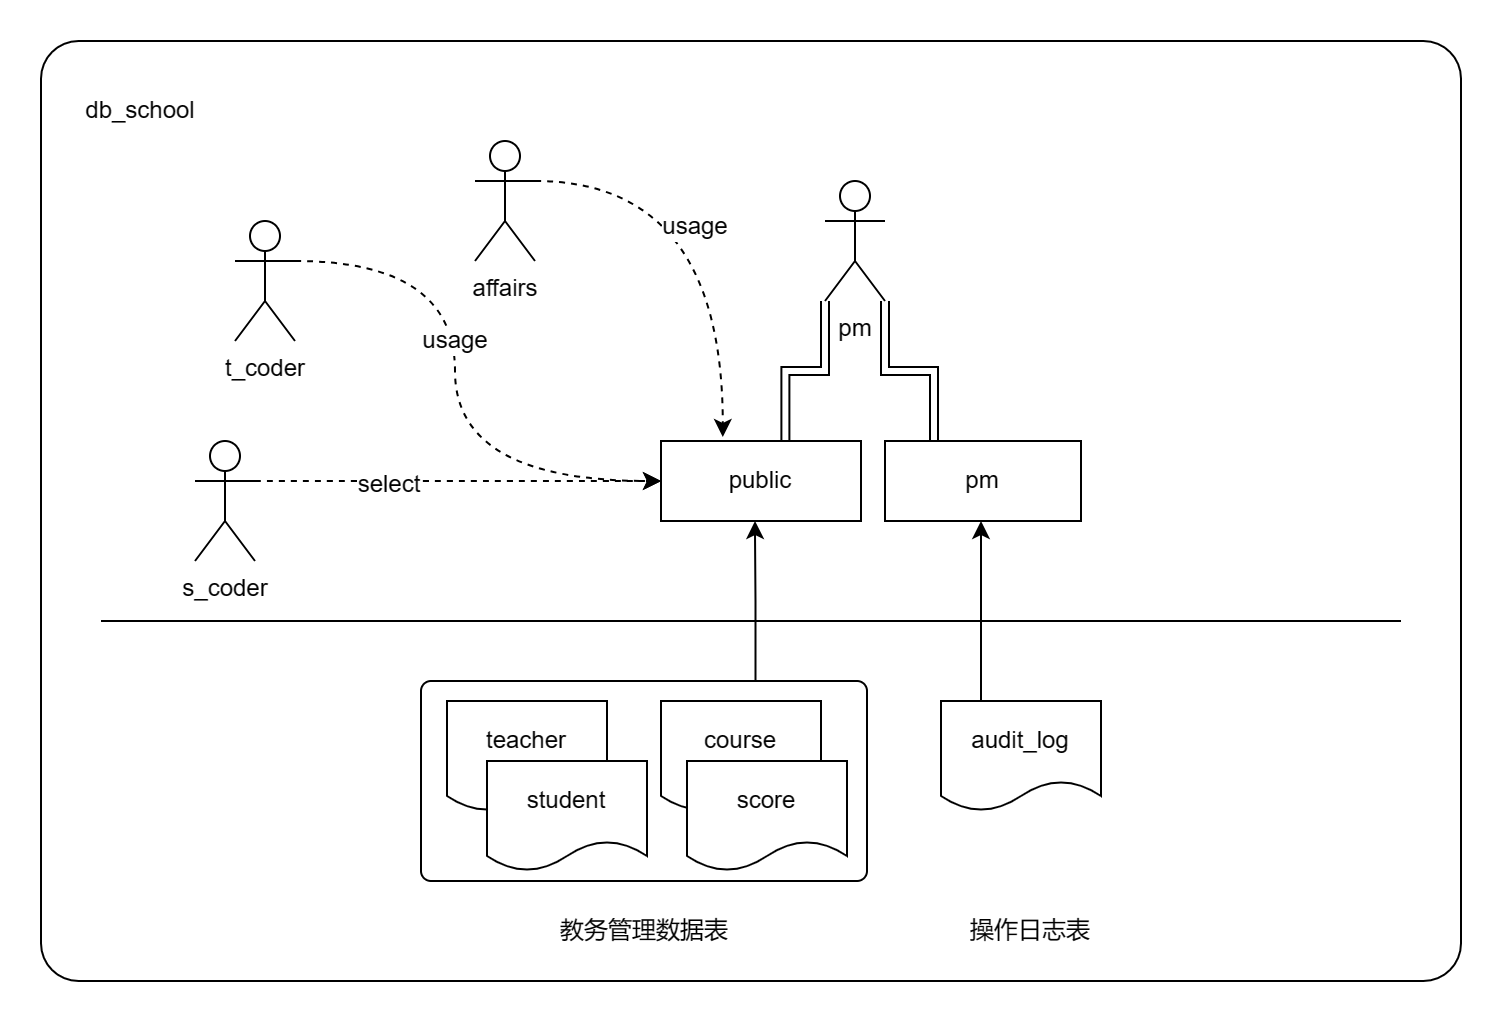 db_school
usage
affairs
pm
usage
t_coder
select
public
pm
s_coder
teacher
course
audit_log
student
score
教务管理数据表
操作日志表